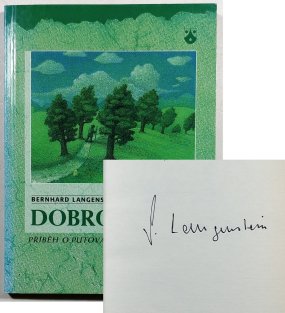 BERNHARD LANGENS
DOBRO
PŘÍBĚH O PUTOVÁ
B. Langenstein